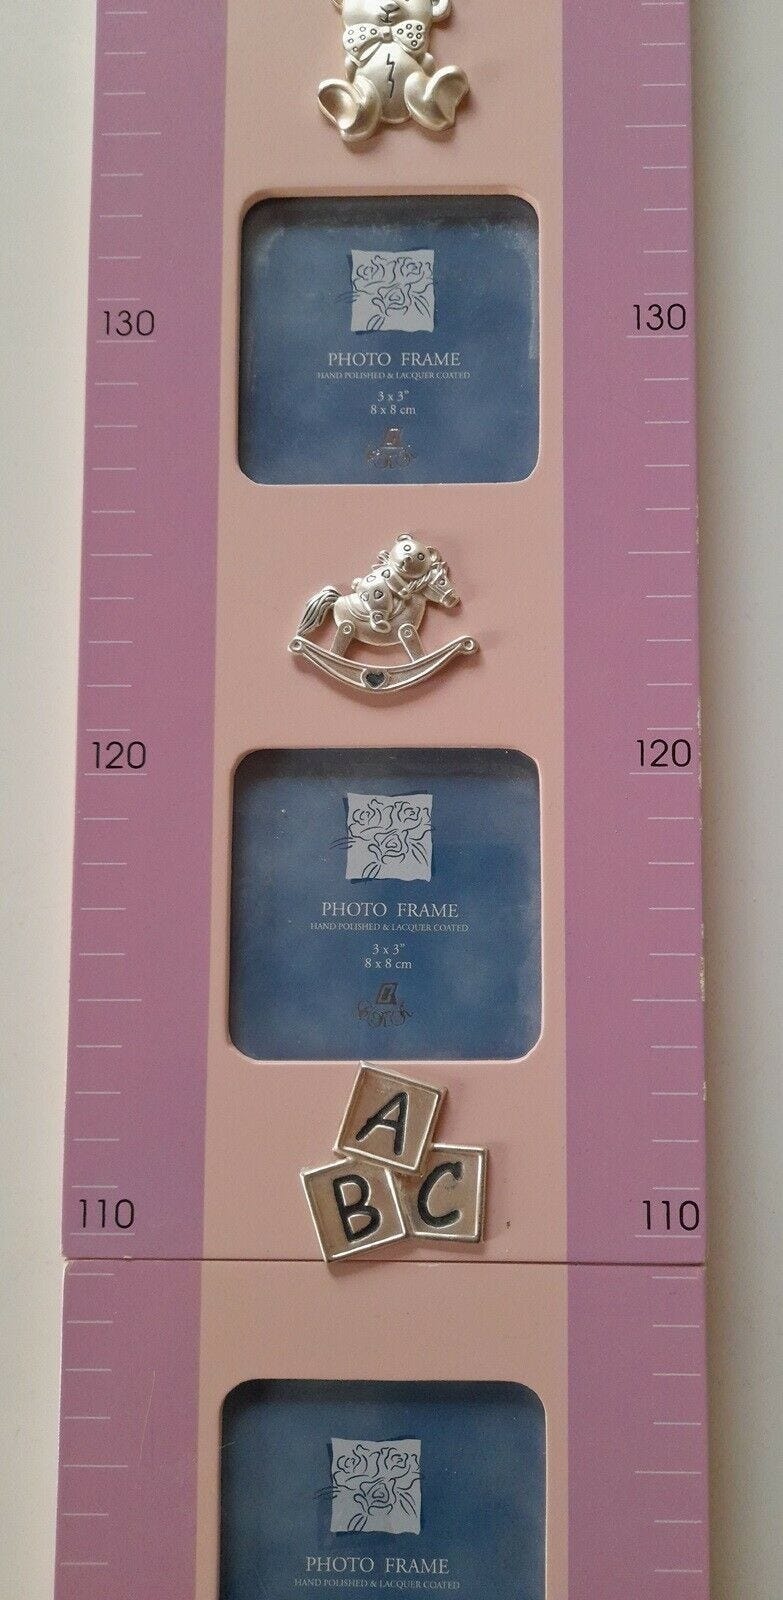 130
130
PHOTO FRAME
HAND POLISHED & LACQUER COATED
3 x 3"
8 x 8 cm
120
120
PHOTO FRAME
HAND POLISHED & LACQUER COATED
3 x 3"
8 x 8 cm
A
B C
110
110
PHOTO FRAME
HAND POLISHED & LACQUER COATED